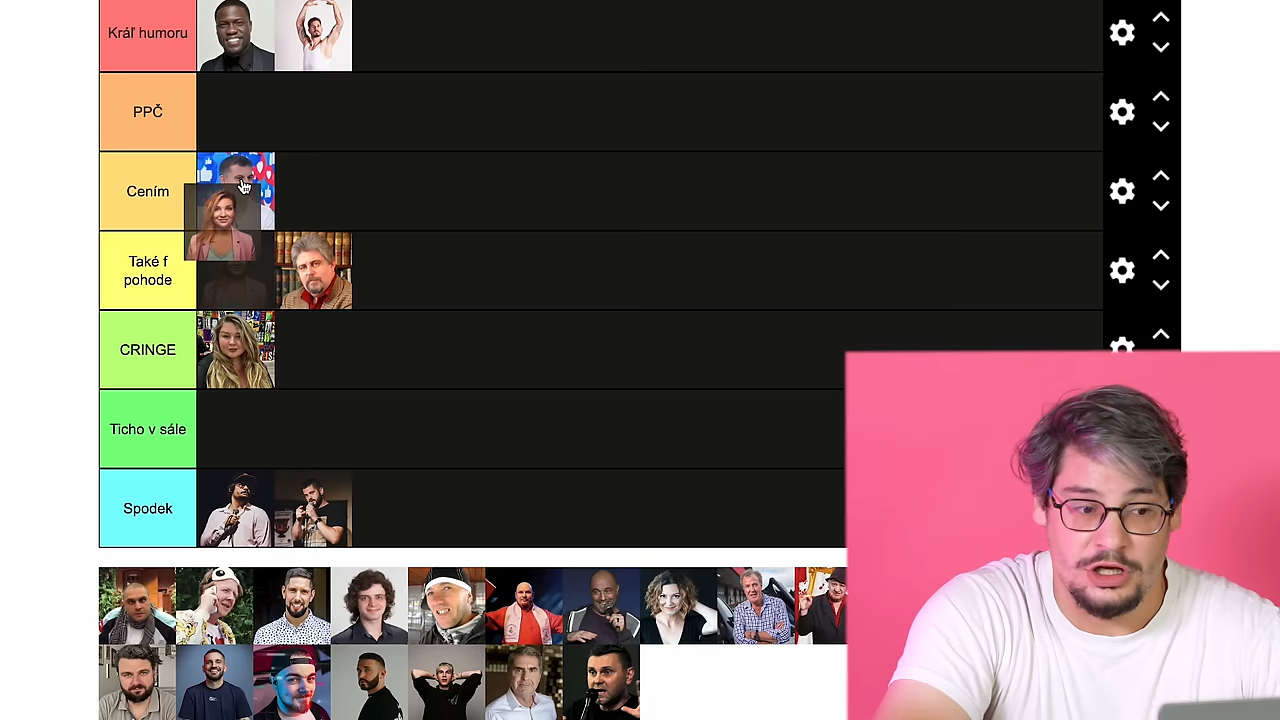 Kráľ humoru
PPČ
Cením
Také f
pohode
CRINGE
Ticho v sále
Spodek